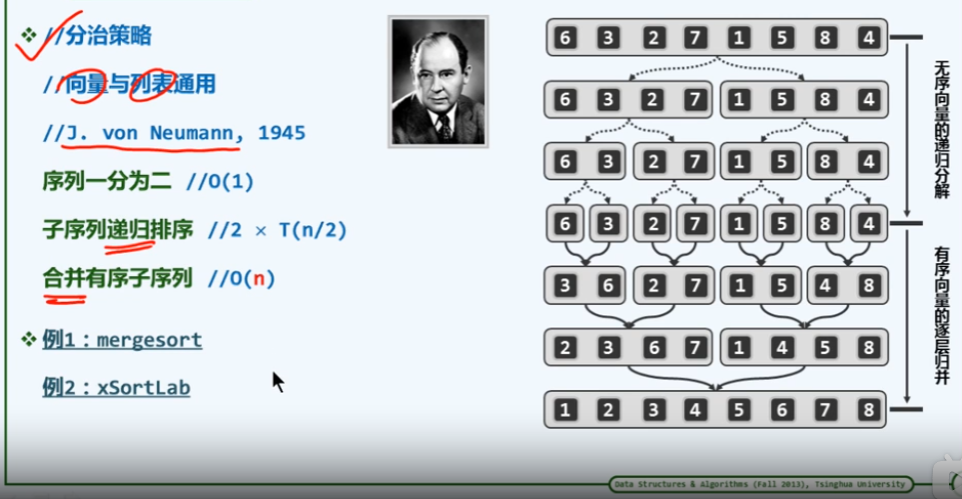 //分治策略
//向量与列表通用
//J. von Neumann, 1945
序列一分为二 //O(1)
子序列递归排序 //2 × T(n/2)
合并有序子序列 //O(n)
例1：mergesort
例2：xSortLab
6 3 2 7 1 5 8 4
6 3 2 7 1 5 8 4
6 3 2 7 1 5 8 4
6 3 2 7 1 5 8 4
3 6 2 7 1 5 4 8
2 3 6 7 1 4 5 8
1 2 3 4 5 6 7 8
无序向量的递归分解
有序向量的逐层归并
Data Structures & Algorithms (Fall 2013), Tsinghua University